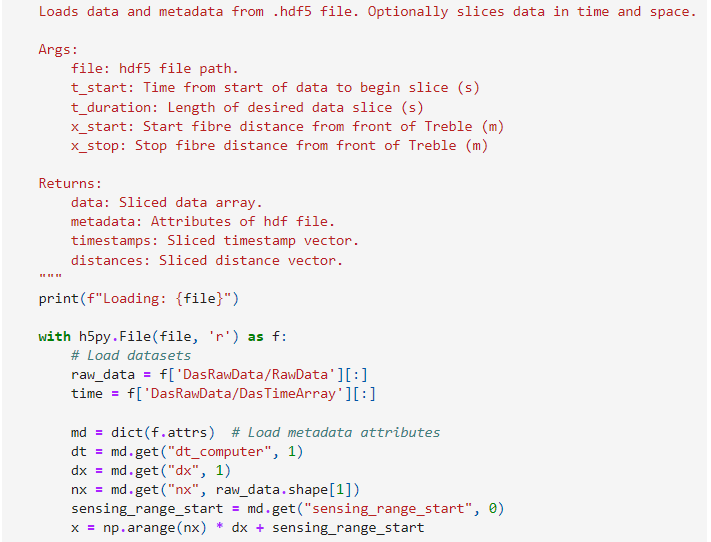 Loads data and metadata from .hdf5 file. Optionally slices data in time and space.

Args:
    file: hdf5 file path.
    t_start: Time from start of data to begin slice (s)
    t_duration: Length of desired data slice (s)
    x_start: Start fibre distance from front of Treble (m)
    x_stop: Stop fibre distance from front of Treble (m)

Returns:
    data: Sliced data array.
    metadata: Attributes of hdf file.
    timestamps: Sliced timestamp vector.
    distances: Sliced distance vector.
"""
print(f"Loading: {file}")

with h5py.File(file, 'r') as f:
    # Load datasets
    raw_data = f['DasRawData/RawData'][:]
    time = f['DasRawData/DasTimeArray'][:]

    md = dict(f.attrs)  # Load metadata attributes
    dt = md.get("dt_computer", 1)
    dx = md.get("dx", 1)
    nx = md.get("nx", raw_data.shape[1])
    sensing_range_start = md.get("sensing_range_start", 0)
    x = np.arange(nx) * dx + sensing_range_start